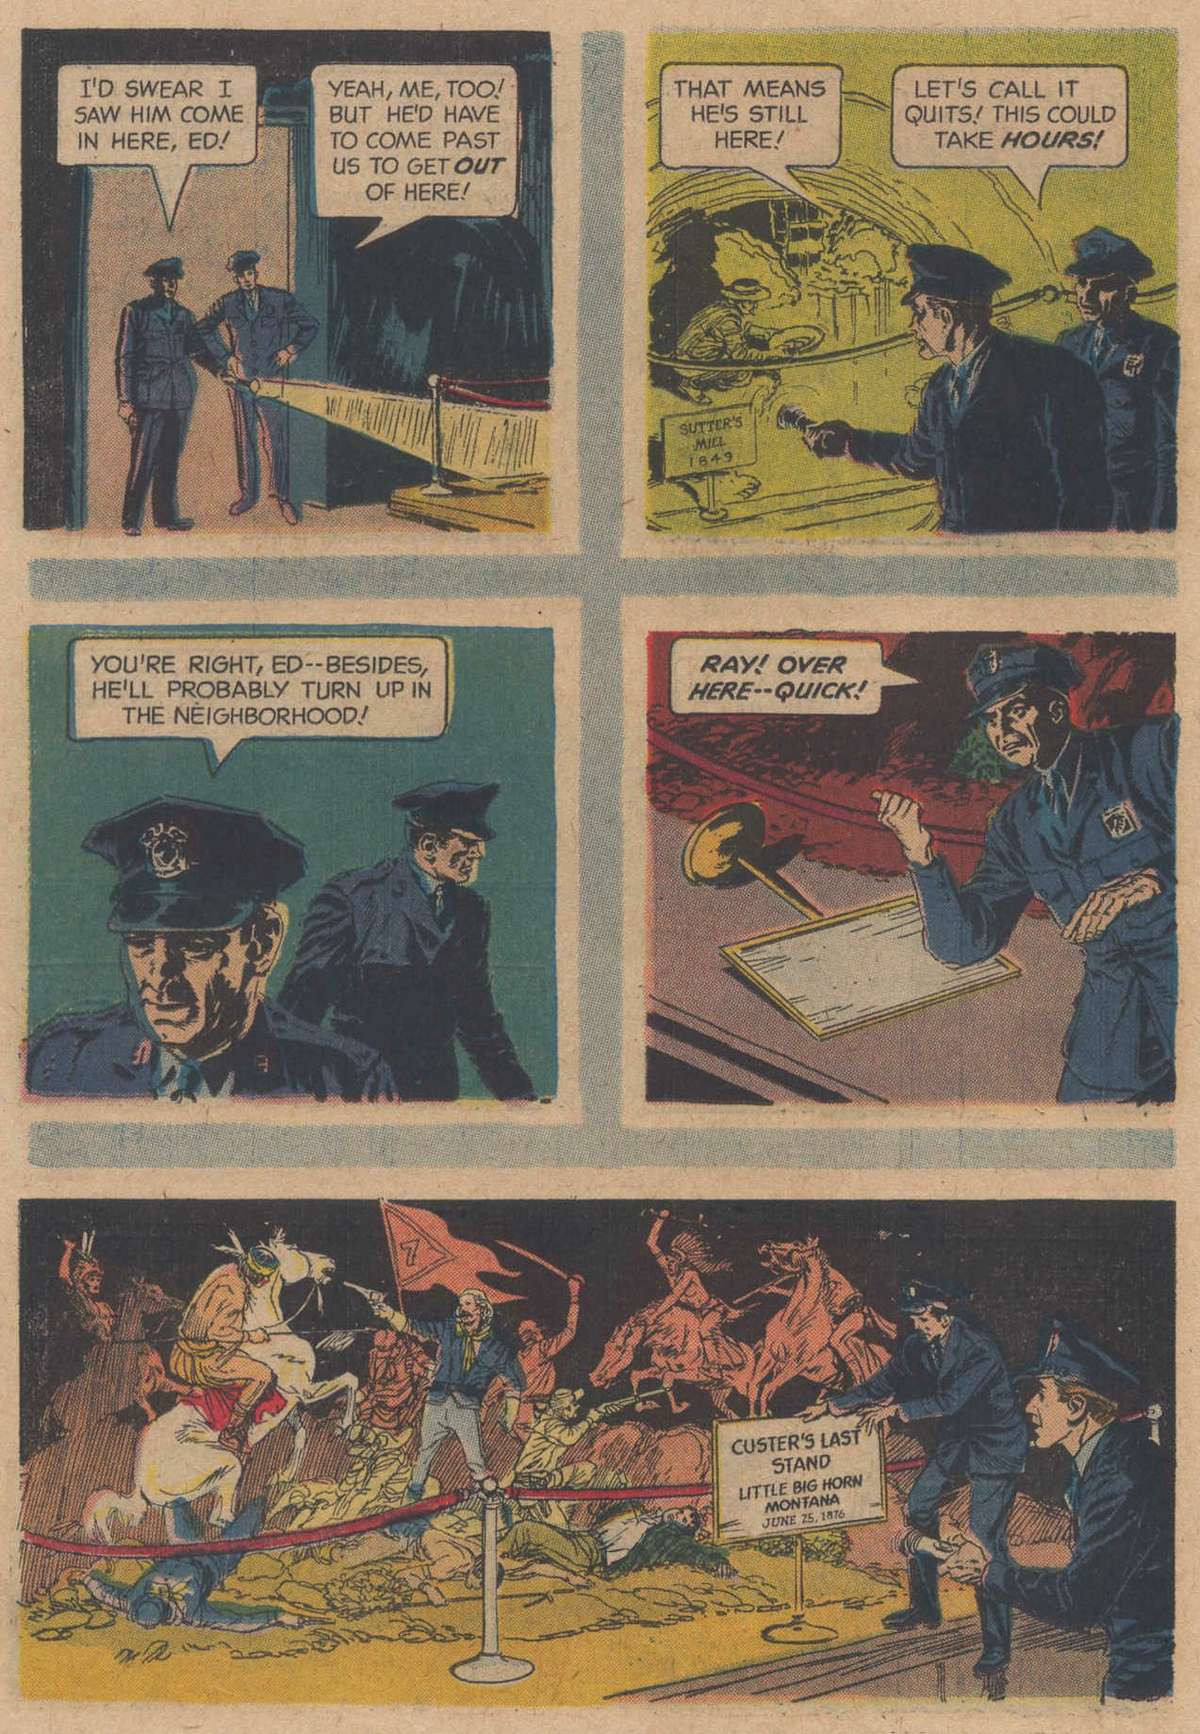 I'D SWEAR I
SAW HIM COME
IN HERE, ED!
YEAH, ME, TOO!
BUT HE'D HAVE
TO COME PAST
US TO GET OUT
OF HERE!
THAT MEANS
HE'S STILL
HERE!
LET'S CALL IT
QUITS! THIS COULD
TAKE HOURS!
SUTTER'S
MILL
1849
YOU'RE RIGHT, ED--BESIDES,
HE'LL PROBABLY TURN UP IN
THE NEIGHBORHOOD!
RAY! OVER
HERE--QUICK!
7
CUSTER'S LAST
STAND
LITTLE BIG HORN
MONTANA
JUNE 25, 1876